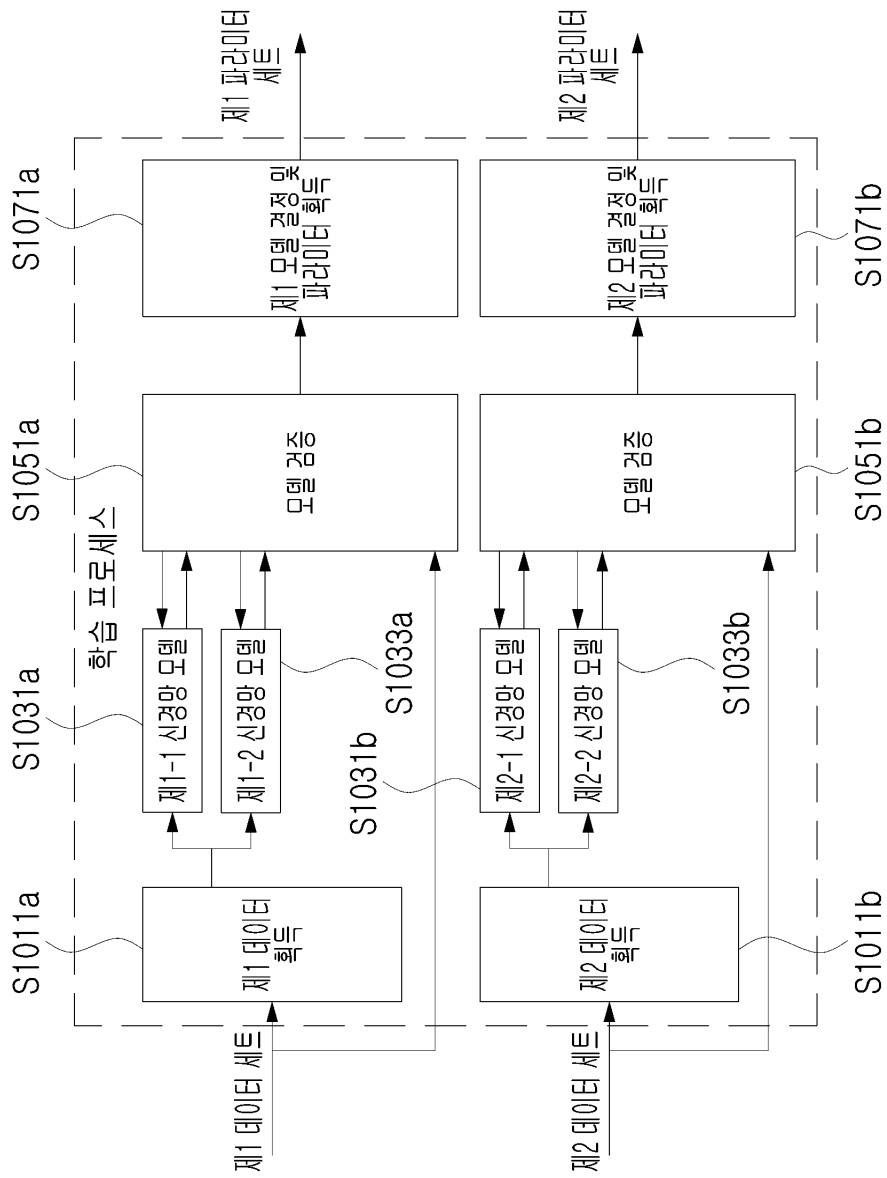 학습 프로세스
S1011a
S1031a
S1051a
S1071a
제1 데이터 세트
제1 데이터
획득
제1-1 신경망 모델
제1-2 신경망 모델
S1033a
모델 검증
제1 모델 결정 및
파라미터 획득
제1 파라미터
세트
S1031b
제2 데이터 세트
제2 데이터
획득
제2-1 신경망 모델
제2-2 신경망 모델
S1033b
모델 검증
제2 모델 결정 및
파라미터 획득
제2 파라미터
세트
S1011b
S1051b
S1071b